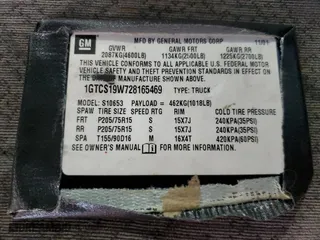 GM
MFD BY GENERAL MOTORS CORP 11/01
GVWR GAWR FRT GAWR RR
2087KG(4600LB) 1134KG(2500LB) 1225KG(2700LB)
THIS VEHICLE CONFORMS TO ALL APPLICABLE U.S. FEDERAL MOTOR
VEHICLE SAFETY AND THEFT PREVENTION STANDARDS IN EFFECT ON
THE DATE OF MANUFACTURE SHOWN ABOVE.
1GTCS19W728165469 TYPE: TRUCK
MODEL: S10653 PAYLOAD = 462KG(1018LB)
TIRE SIZE SPEED RTG RIM COLD TIRE PRESSURE
FRT P205/75R15 S 15X7J 240KPA(35PSI)
RR P205/75R15 S 15X7J 240KPA(35PSI)
SPA T155/90D16 M 16X4T 420KPA(60PSI)
SEE OWNER'S MANUAL FOR